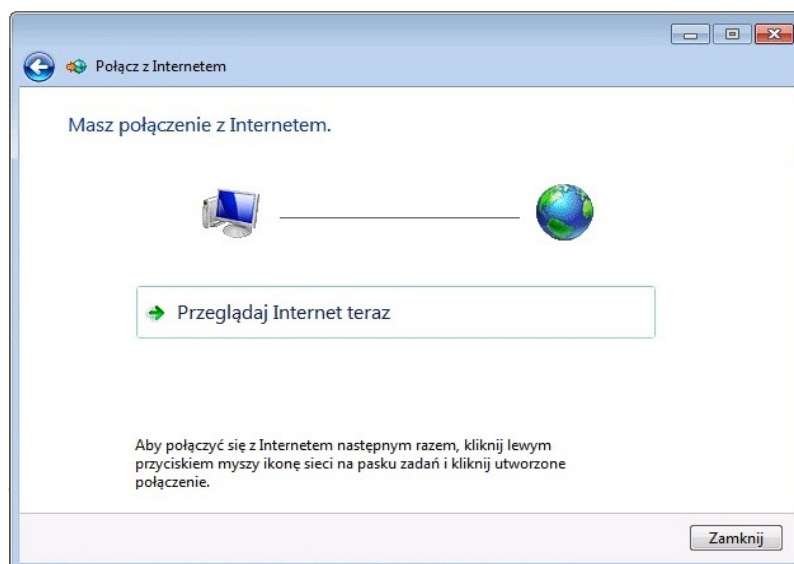 Połącz z Internetem
Masz połączenie z Internetem.
Przeglądaj Internet teraz
Aby połączyć się z Internetem następnym razem, kliknij lewym
przyciskiem myszy ikonę sieci na pasku zadań i kliknij utworzone
połączenie.
Zamknij